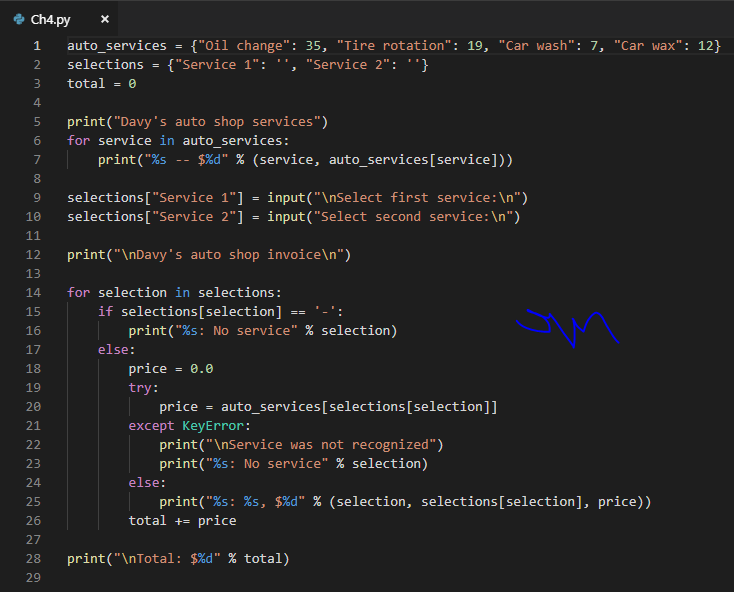 Ch4.py ×
1 auto_services = {"Oil change": 35, "Tire rotation": 19, "Car wash": 7, "Car wax": 12}
2 selections = {"Service 1": '', "Service 2": ''}
3 total = 0
4
5 print("Davy's auto shop services")
6 for service in auto_services:
7     print("%s -- $%d" % (service, auto_services[service]))
8
9 selections["Service 1"] = input("\nSelect first service:\n")
10 selections["Service 2"] = input("Select second service:\n")
11
12 print("\nDavy's auto shop invoice\n")
13
14 for selection in selections:
15     if selections[selection] == '-':
16         print("%s: No service" % selection)
17     else:
18         price = 0.0
19         try:
20             price = auto_services[selections[selection]]
21         except KeyError:
22             print("\nService was not recognized")
23             print("%s: No service" % selection)
24         else:
25             print("%s: %s, $%d" % (selection, selections[selection], price))
26         total += price
27
28 print("\nTotal: $%d" % total)
29